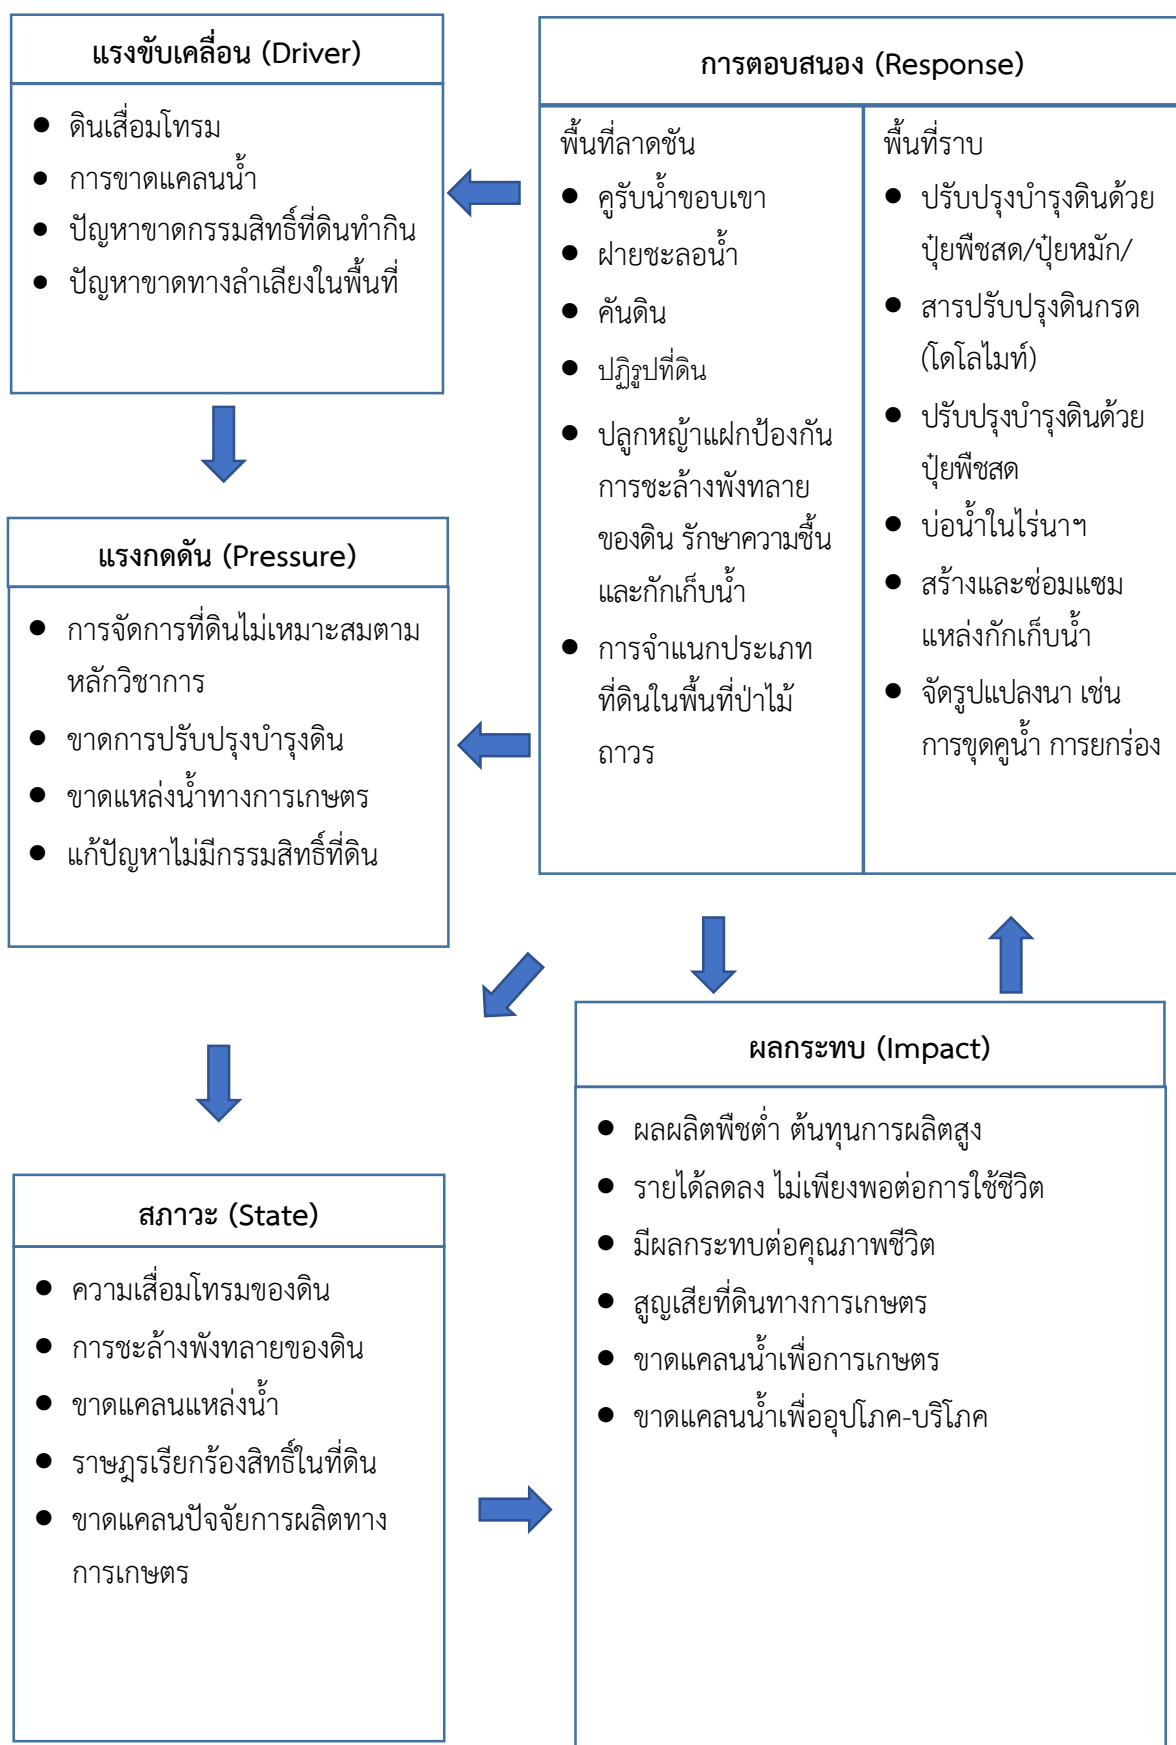 แรงขับเคลื่อน (Driver)
● ดินเสื่อมโทรม
● การขาดแคลนน้ำ
● ปัญหาขาดกรรมสิทธิ์ที่ดินทำกิน
● ปัญหาขาดทางลำเลียงในพื้นที่
การตอบสนอง (Response)
พื้นที่ลาดชัน
● คูรับน้ำขอบเขา
● ฝายชะลอน้ำ
● คันดิน
● ปฏิรูปที่ดิน
● ปลูกหญ้าแฝกป้องกัน
การชะล้างพังทลาย
ของดิน รักษาความชื้น
และกักเก็บน้ำ
● การจำแนกประเภท
ที่ดินในพื้นที่ป่าไม้
ถาวร
พื้นที่ราบ
● ปรับปรุงบำรุงดินด้วย
ปุ๋ยพืชสด/ปุ๋ยหมัก/
● สารปรับปรุงดินกรด
(โดโลไมท์)
● ปรับปรุงบำรุงดินด้วย
ปุ๋ยพืชสด
● บ่อน้ำในไร่นาฯ
● สร้างและซ่อมแซม
แหล่งกักเก็บน้ำ
● จัดรูปแปลงนา เช่น
การขุดคูน้ำ การยกร่อง
แรงกดดัน (Pressure)
● การจัดการที่ดินไม่เหมาะสมตาม
หลักวิชาการ
● ขาดการปรับปรุงบำรุงดิน
● ขาดแหล่งน้ำทางการเกษตร
● แก้ปัญหาไม่มีกรรมสิทธิ์ที่ดิน
สภาวะ (State)
● ความเสื่อมโทรมของดิน
● การชะล้างพังทลายของดิน
● ขาดแคลนแหล่งน้ำ
● ราษฎรเรียกร้องสิทธิ์ในที่ดิน
● ขาดแคลนปัจจัยการผลิตทาง
การเกษตร
ผลกระทบ (Impact)
● ผลผลิตพืชต่ำ ต้นทุนการผลิตสูง
● รายได้ลดลง ไม่เพียงพอต่อการใช้ชีวิต
● มีผลกระทบต่อคุณภาพชีวิต
● สูญเสียที่ดินทางการเกษตร
● ขาดแคลนน้ำเพื่อการเกษตร
● ขาดแคลนน้ำเพื่ออุปโภค-บริโภค